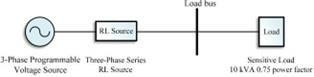 Load bus
RL Source
Load
3-Phase Programmable
Voltage Source
Three-Phase Series
RL Source
Sensitive Load
10 kVA 0.75 power factor